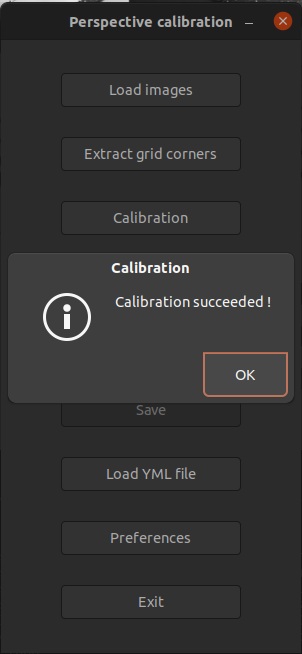 Perspective calibration
Load images
Extract grid corners
Calibration
Calibration
Calibration succeeded !
OK
Save
Load YML file
Preferences
Exit